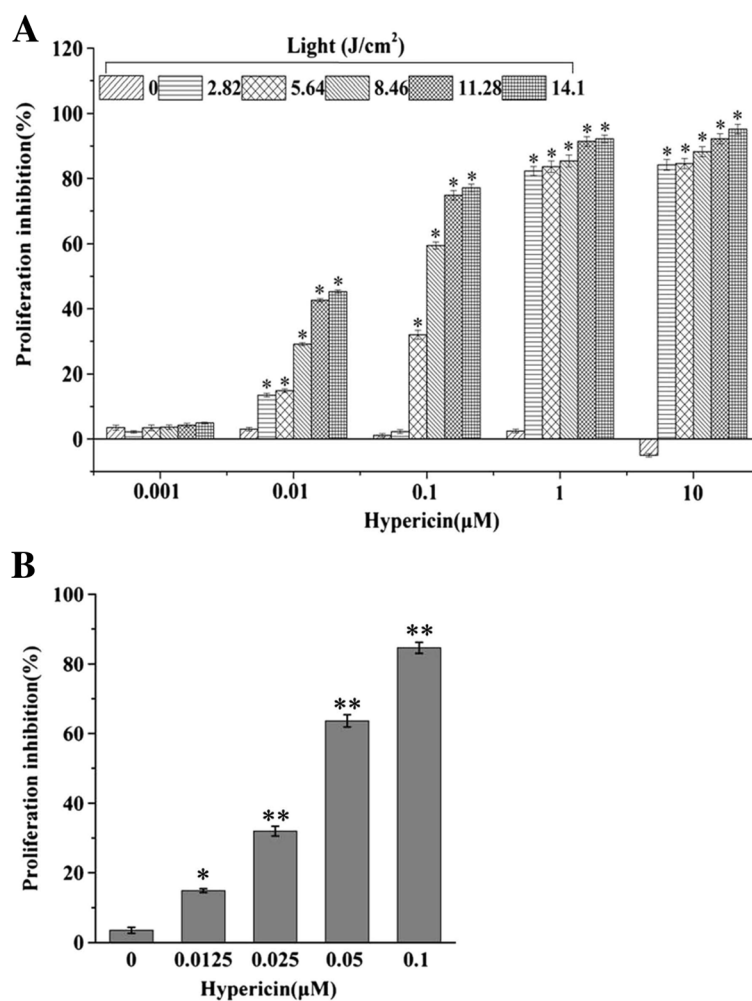 A
Light (J/cm²)
0 2.82 5.64 8.46 11.28 14.1
Proliferation inhibition(%)
120
100
80
60
40
20
0
* * * * *
* * * *
* * * * *
* * * * *
0.001 0.01 0.1 1 10
Hypericin(µM)
B
Proliferation inhibition(%)
100
80
60
40
20
0
* ** ** **
0 0.0125 0.025 0.05 0.1
Hypericin(µM)